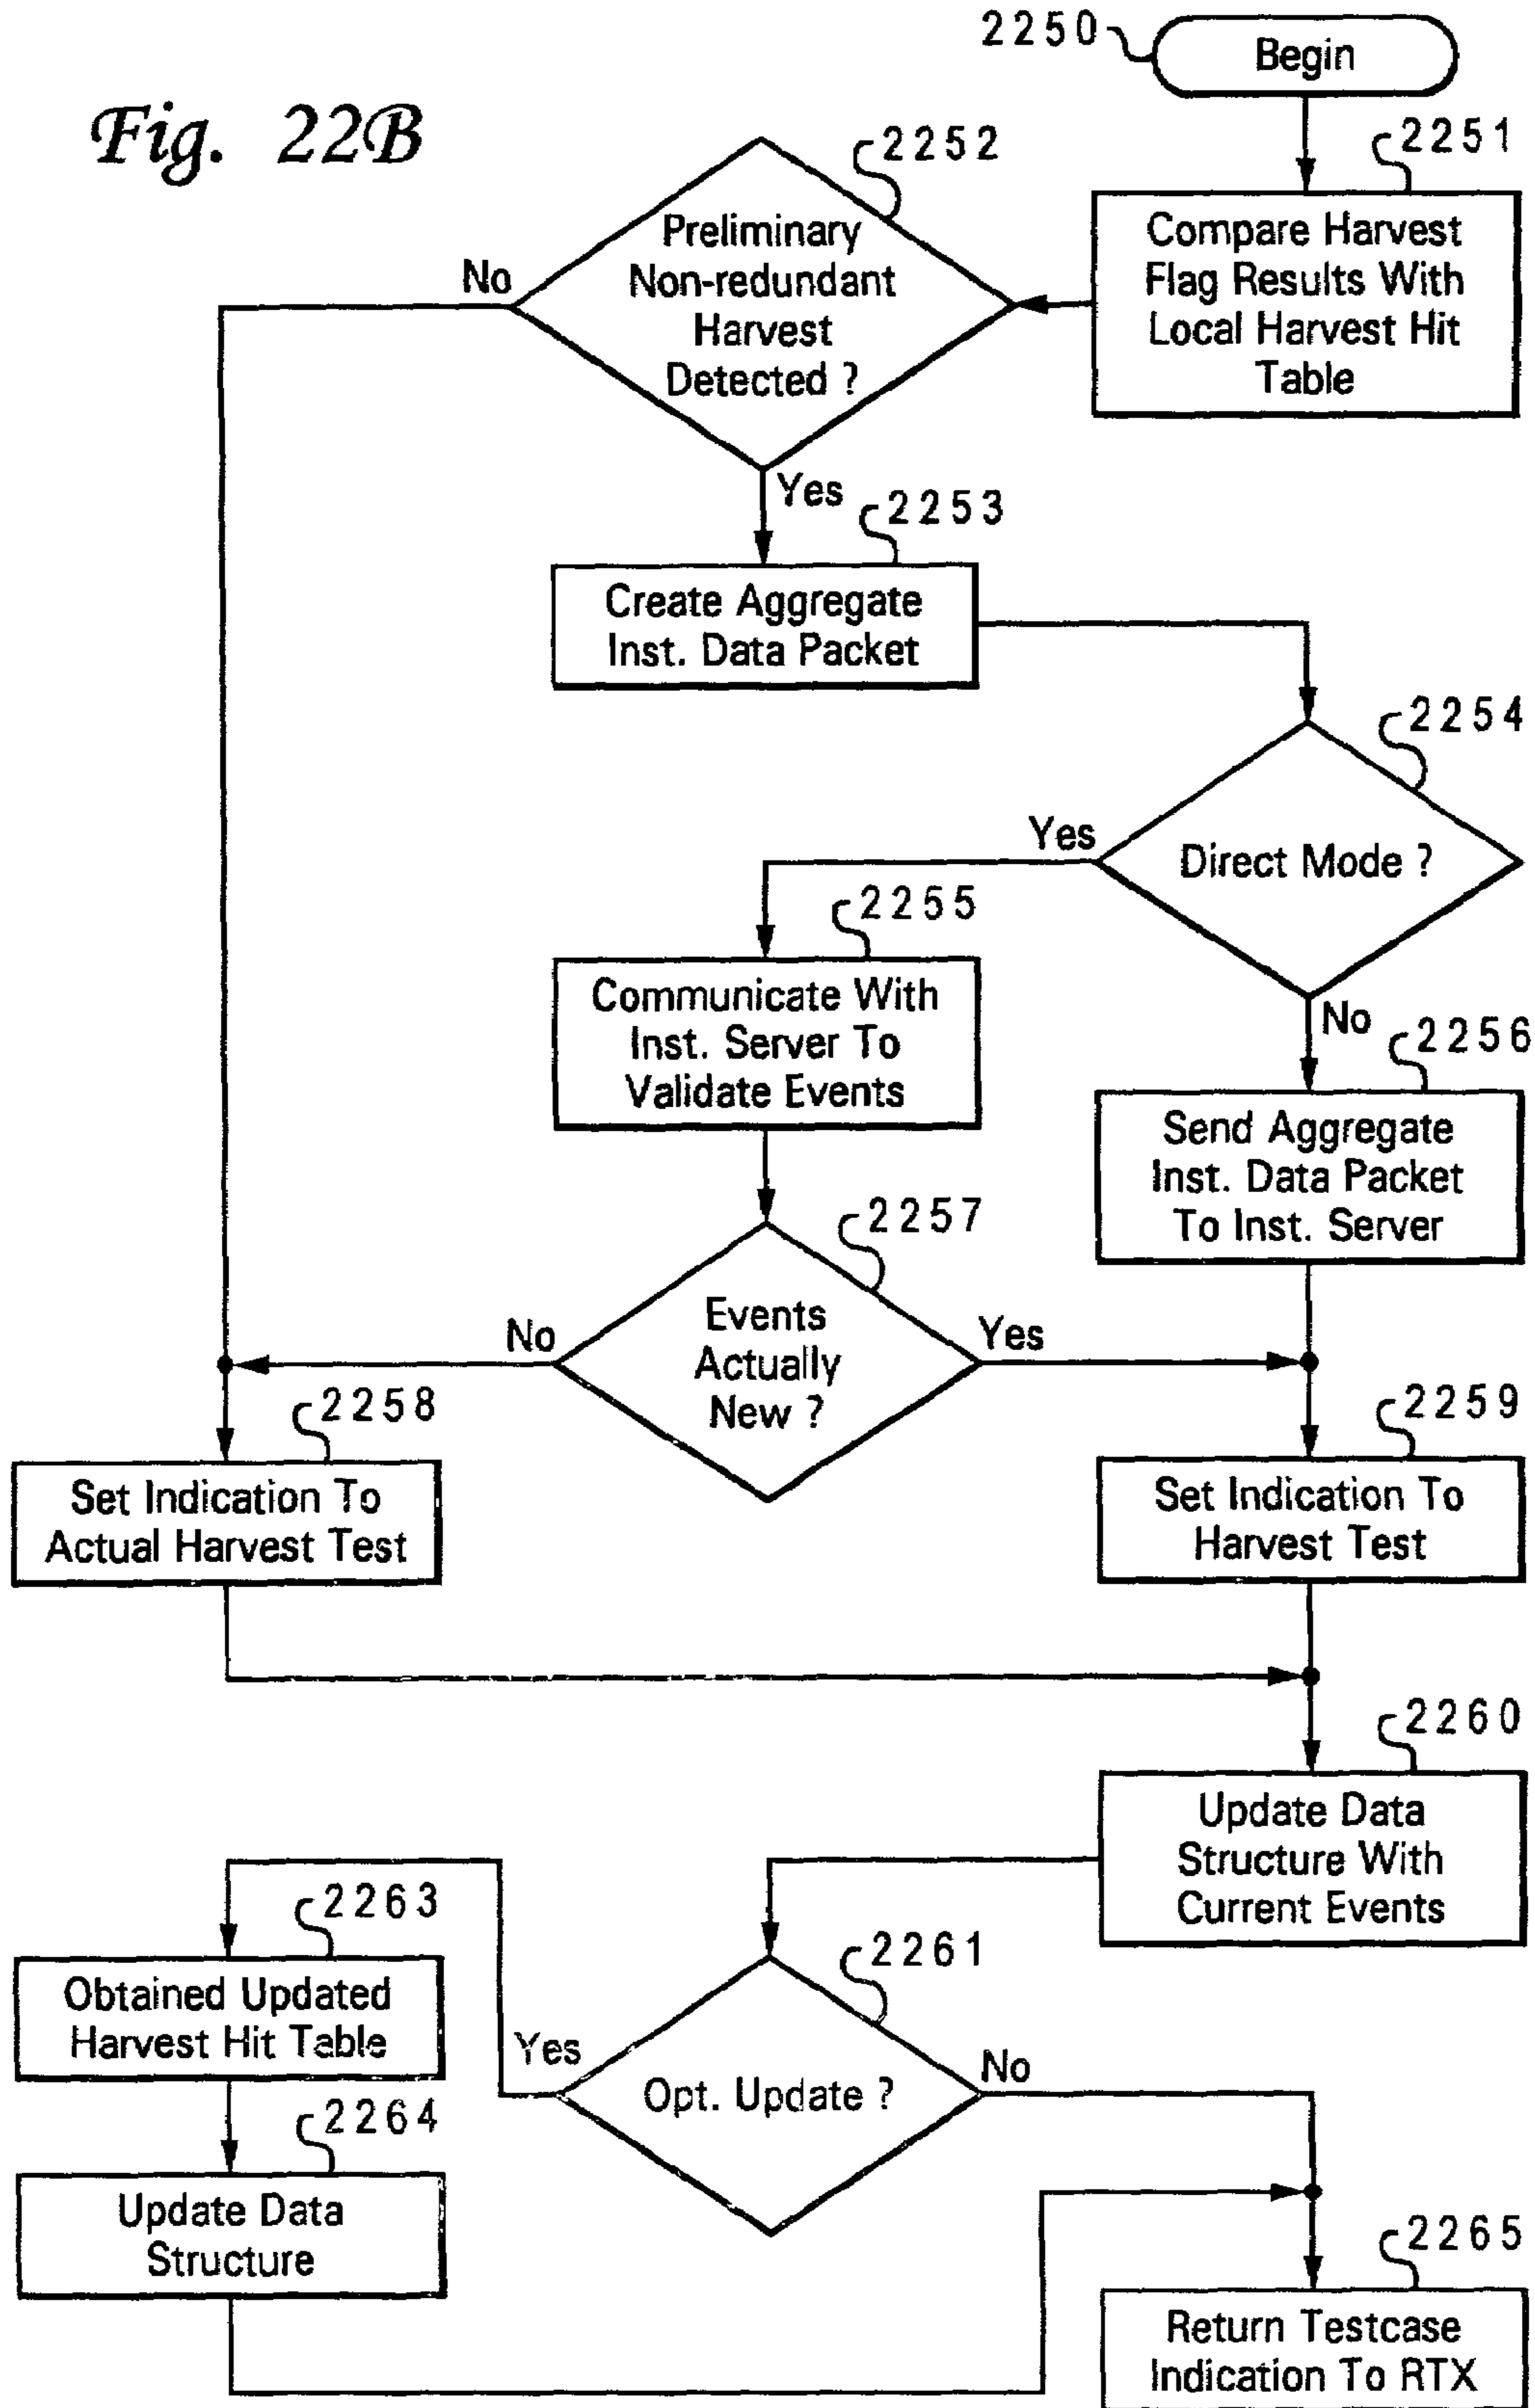 Fig. 22B
2250
Begin
2251
Compare Harvest
Flag Results With
Local Harvest Hit
Table
2252
Preliminary
Non-redundant
Harvest
Detected ?
No
Yes
2253
Create Aggregate
Inst. Data Packet
2254
Direct Mode ?
Yes
No
2255
Communicate With
Inst. Server To
Validate Events
2256
Send Aggregate
Inst. Data Packet
To Inst. Server
2257
Events
Actually
New ?
No
Yes
2258
Set Indication To
Actual Harvest Test
2259
Set Indication To
Harvest Test
2260
Update Data
Structure With
Current Events
2261
Opt. Update ?
Yes
No
2263
Obtained Updated
Harvest Hit Table
2264
Update Data
Structure
2265
Return Testcase
Indication To RTX